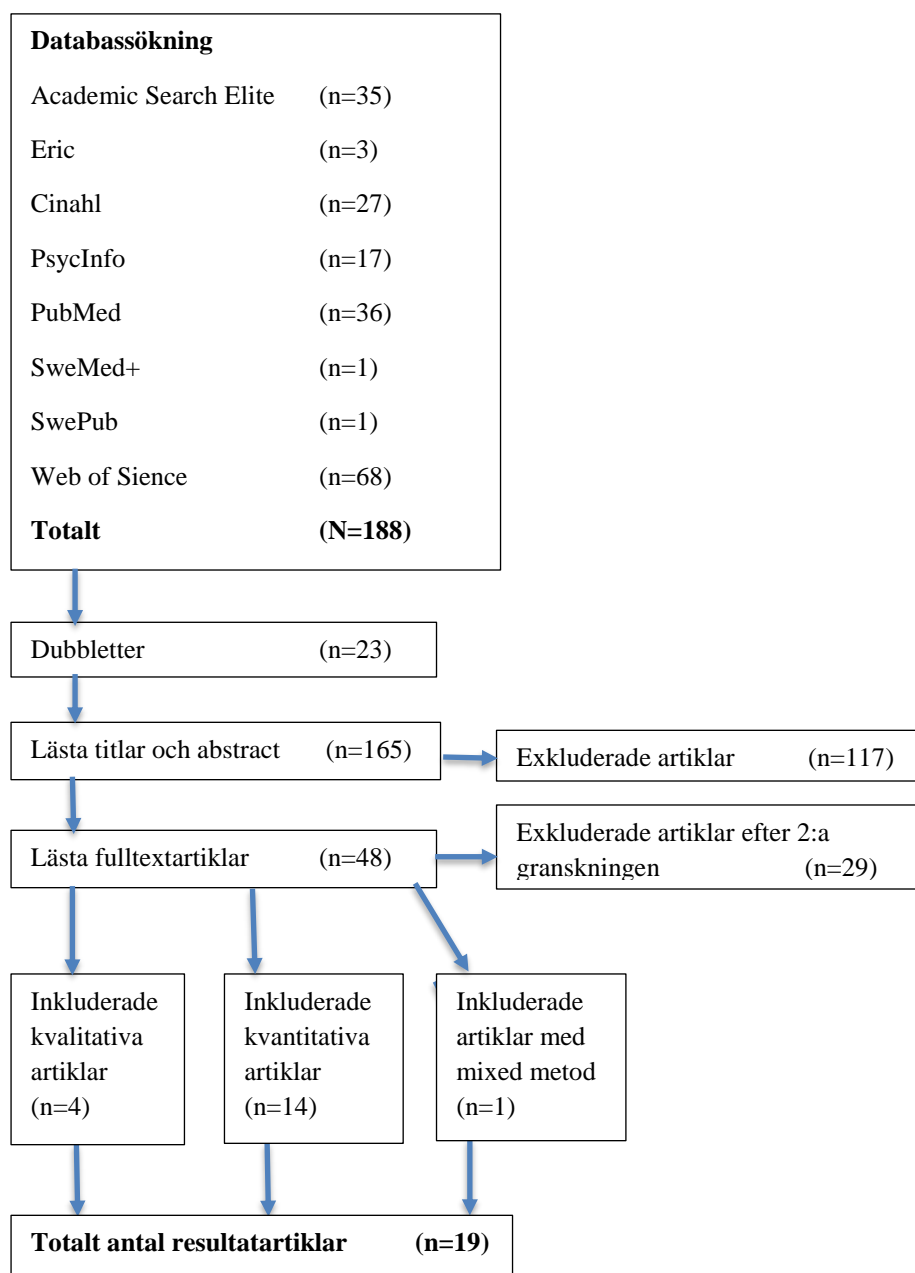 Databassökning
Academic Search Elite (n=35)
Eric (n=3)
Cinahl (n=27)
PsycInfo (n=17)
PubMed (n=36)
SweMed+ (n=1)
SwePub (n=1)
Web of Sience (n=68)
Totalt (N=188)
Dubbletter (n=23)
Lästa titlar och abstract (n=165)
Exkluderade artiklar (n=117)
Lästa fulltextartiklar (n=48)
Exkluderade artiklar efter 2:a
granskningen (n=29)
Inkluderade
kvalitativa
artiklar
(n=4)
Inkluderade
kvantitativa
artiklar
(n=14)
Inkluderade
artiklar med
mixed metod
(n=1)
Totalt antal resultatartiklar (n=19)